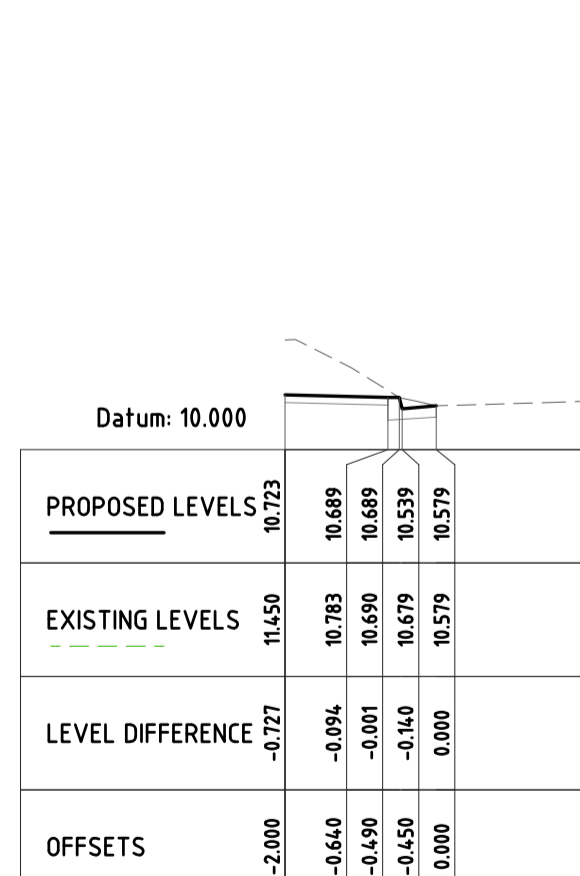 Datum: 10.000
PROPOSED LEVELS 10.723 10.689 10.689 10.539 10.579
EXISTING LEVELS 11.450 10.783 10.690 10.679 10.579
LEVEL DIFFERENCE -0.727 -0.094 -0.001 -0.140 0.000
OFFSETS -2.000 -0.640 -0.490 -0.450 0.000